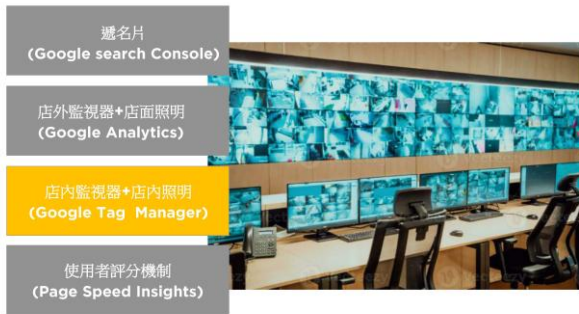 遞名片
(Google search Console)
店外監視器+店面照明
(Google Analytics)
店內監視器+店內照明
(Google Tag Manager)
使用者評分機制
(Page Speed Insights)